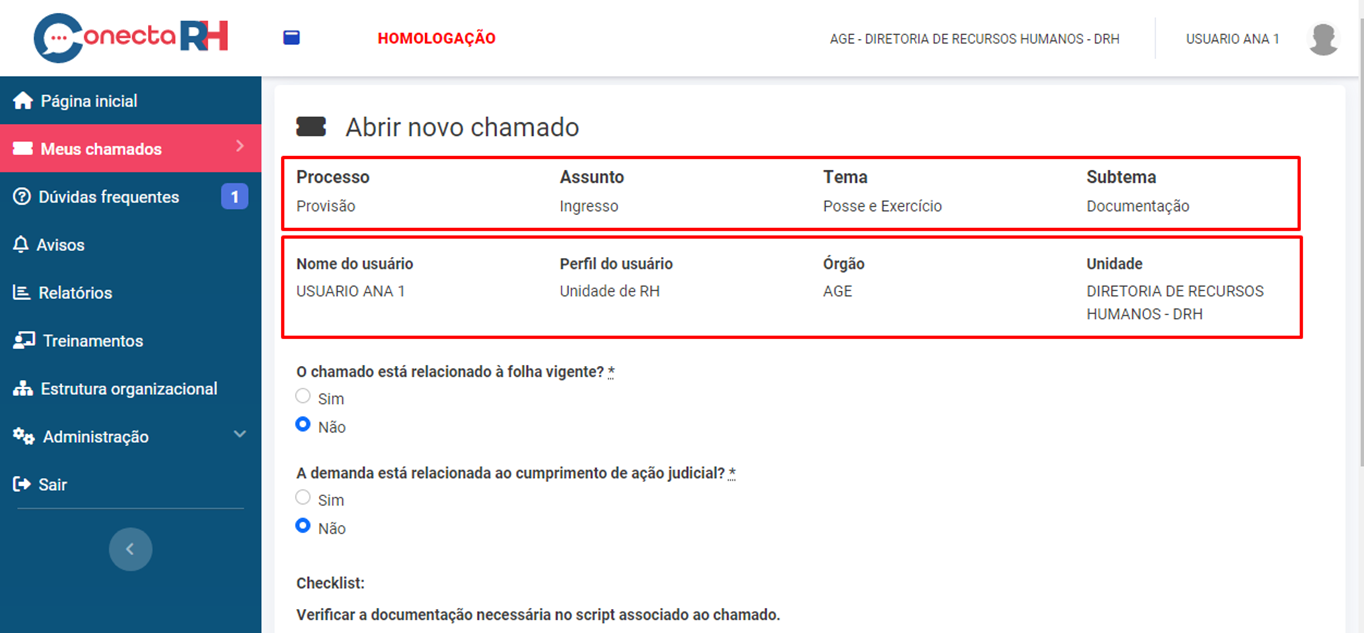 Conecta RH
HOMOLOGAÇÃO
AGE - DIRETORIA DE RECURSOS HUMANOS - DRH
USUARIO ANA 1
Página inicial
Meus chamados
Dúvidas frequentes 1
Avisos
Relatórios
Treinamentos
Estrutura organizacional
Administração
Sair
Abrir novo chamado
Processo Assunto Tema Subtema
Provisão Ingresso Posse e Exercício Documentação
Nome do usuário Perfil do usuário Órgão Unidade
USUARIO ANA 1 Unidade de RH AGE DIRETORIA DE RECURSOS
HUMANOS - DRH
O chamado está relacionado à folha vigente? *
Sim
Não
A demanda está relacionada ao cumprimento de ação judicial? *
Sim
Não
Checklist:
Verificar a documentação necessária no script associado ao chamado.